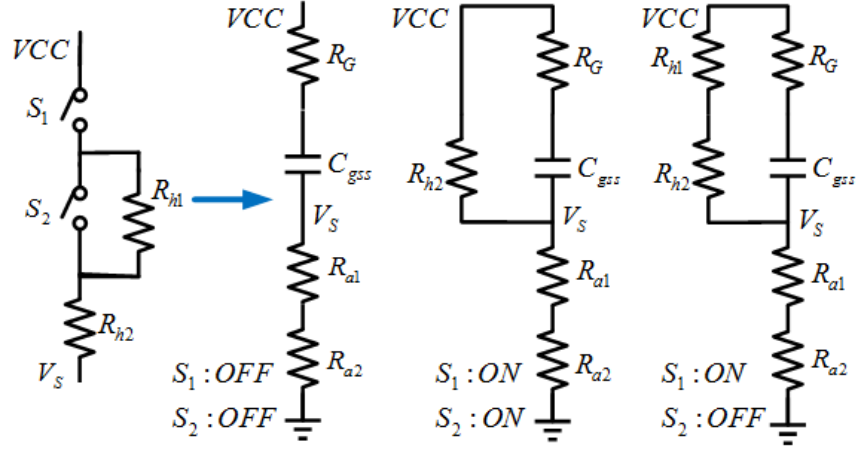 VCC
S1
S2
Rh1
Rh2
VS
VCC
RG
Cgss
VS
Ra1
Ra2
S1 : OFF
S2 : OFF
VCC
RG
Rh2
Cgss
VS
Ra1
Ra2
S1 : ON
S2 : ON
VCC
Rh1
RG
Rh2
Cgss
VS
Ra1
Ra2
S1 : ON
S2 : OFF